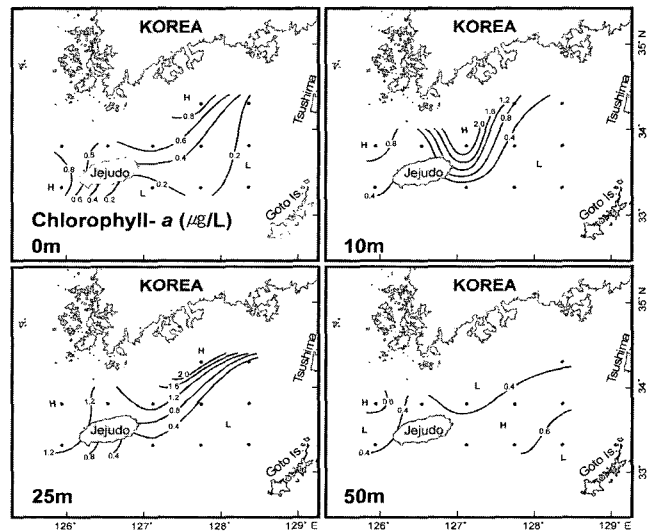 KOREA
H
0.8
0.6
0.4
0.2
0.8
0.8
Jejudo
H
0.6
0.4
0.2
L
0.2
L
Chlorophyll- a (μg/L)
0m
KOREA
35°N
Tsushima
34°
33°
1.2
1.6
2.0
0.8
0.4
H
H
0.8
0.4
Jejudo
L
Goto Is.
10m
KOREA
H
2.0
1.6
1.2
0.8
0.4
1.2
H
Jejudo
L
1.2
0.8
0.4
25m
126°
127°
128°
129°E
KOREA
35°N
Tsushima
34°
33°
L
0.4
H
0.6
0.4
L
Jejudo
H
0.4
0.6
L
Goto Is.
50m
126°
127°
128°
129°E
Goto Is.
Tsushima
Goto Is.
Tsushima